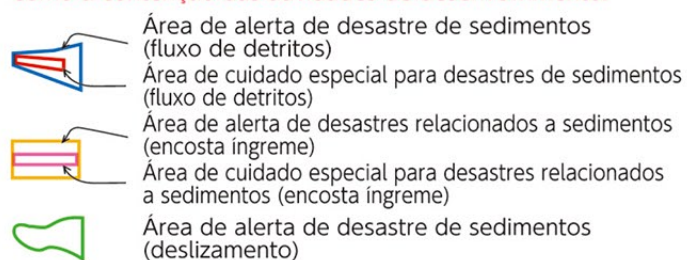 Área de alerta de desastre de sedimentos
(fluxo de detritos)
Área de cuidado especial para desastres de sedimentos
(fluxo de detritos)
Área de alerta de desastres relacionados a sedimentos
(encosta íngreme)
Área de cuidado especial para desastres relacionados
a sedimentos (encosta íngreme)
Área de alerta de desastre de sedimentos
(deslizamento)